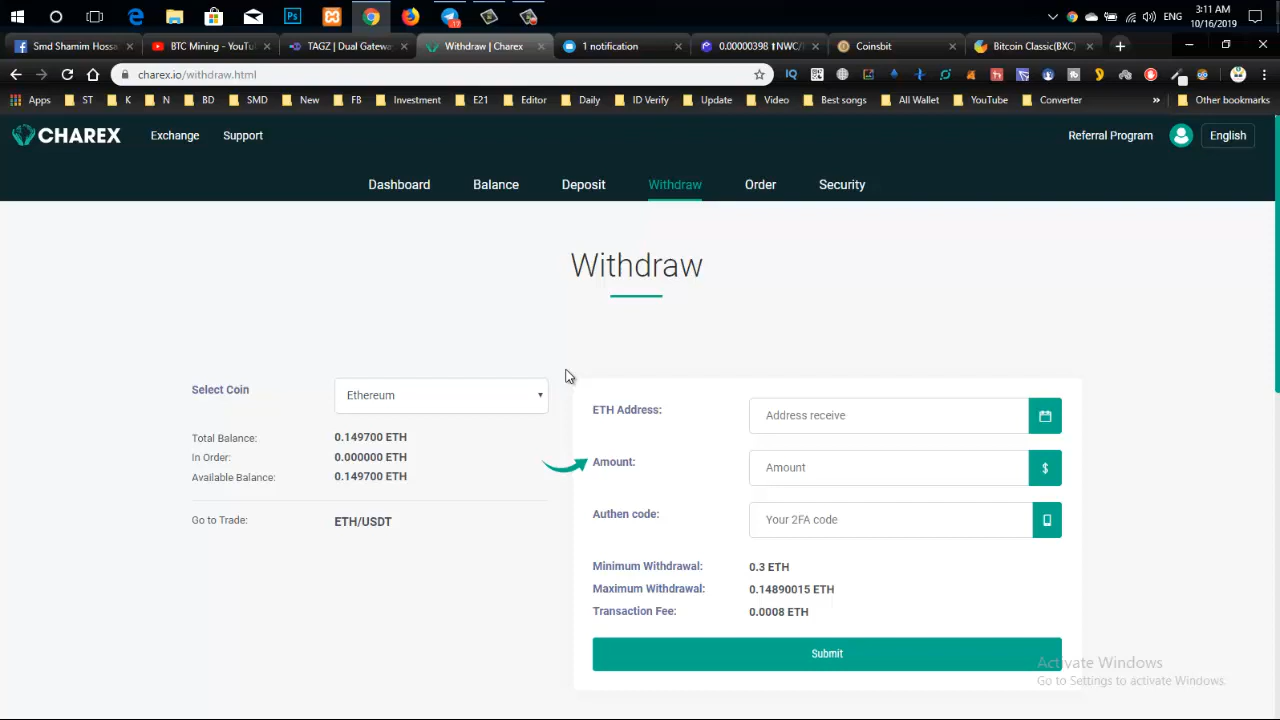 Ps
17
ENG
3:11 AM
10/16/2019
Smd Shamim Hossa
BTC Mining - YouTu
TAGZ | Dual Gatewa
Withdraw | Charex
1 notification
0.00000398 ⬆NWC/
Coinsbit
Bitcoin Classic(BXC)
charex.io/withdraw.html
IQ
Apps
ST
K
N
BD
SMD
New
FB
Investment
E21
Editor
Daily
ID Verify
Update
Video
Best songs
All Wallet
YouTube
Converter
»
Other bookmarks
CHAREX
Exchange
Support
Referral Program
English
Dashboard
Balance
Deposit
Withdraw
Order
Security
Withdraw
Select Coin
Ethereum
Total Balance:
0.149700 ETH
In Order:
0.000000 ETH
Available Balance:
0.149700 ETH
Go to Trade:
ETH/USDT
ETH Address:
Address receive
Amount:
Amount
$
Authen code:
Your 2FA code
Minimum Withdrawal:
0.3 ETH
Maximum Withdrawal:
0.14890015 ETH
Transaction Fee:
0.0008 ETH
Submit
Activate Windows
Go to Settings to activate Windows.